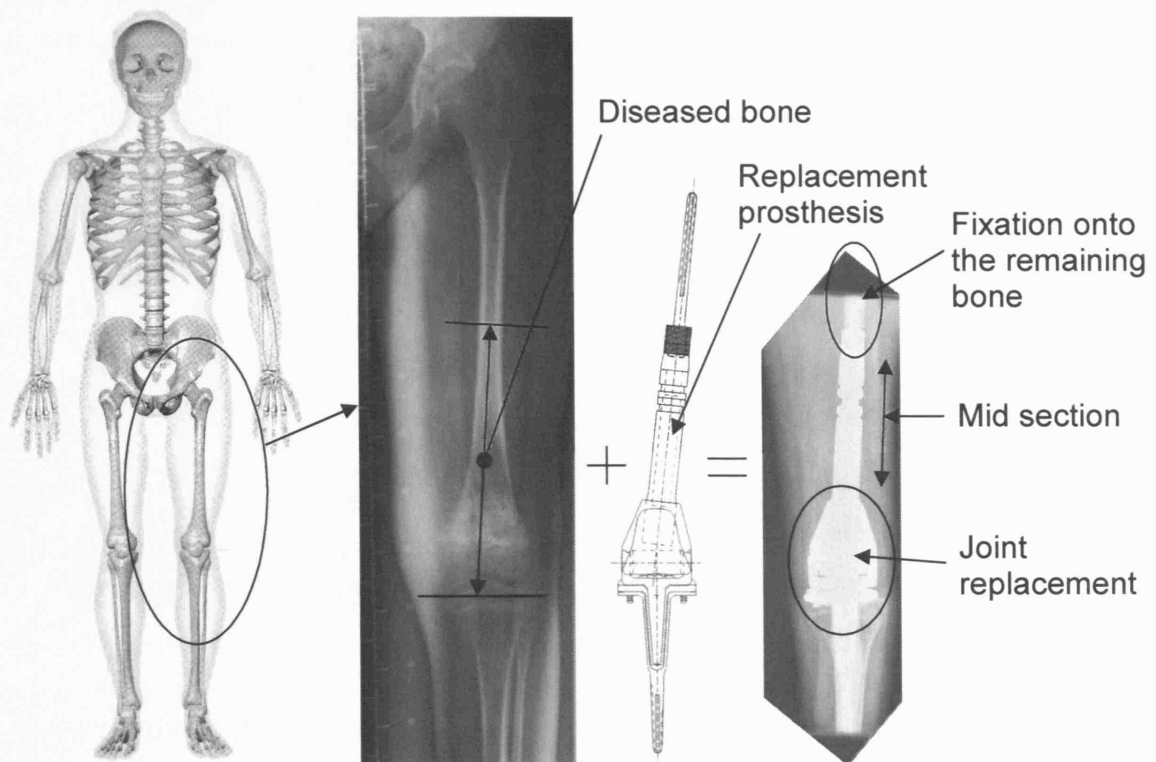 Diseased bone
Replacement
prosthesis
Fixation onto
the remaining
bone
+
=
Mid section
Joint
replacement